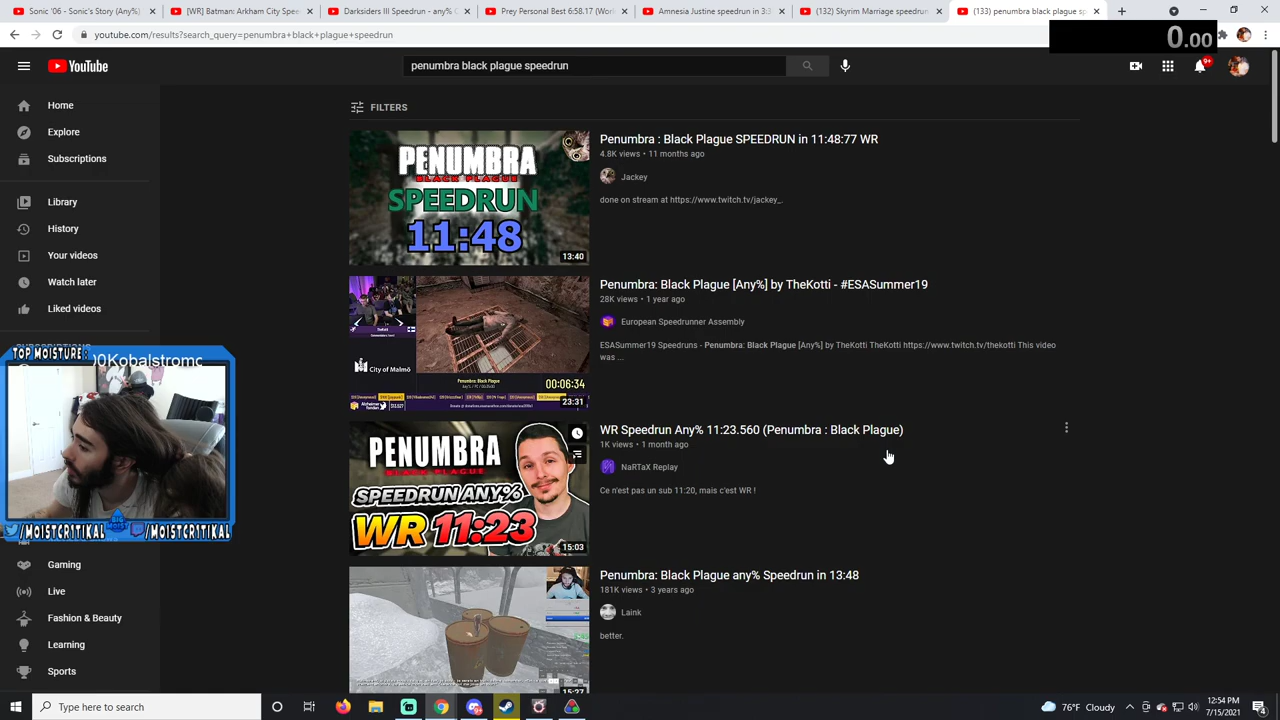 Sonic '06 - Sonic's Story (Any%)
[WR] Batman: Arkham City Spee
Darksiders III Speedrun - any% C
Prey Personal Best 6:58.17 (Worl
Amnesia Justine speedrun in 3:3
(132) Skyrim Marriage speedrun
(133) penumbra black plague sp
youtube.com/results?search_query=penumbra+black+plague+speedrun
0.00
YouTube
penumbra black plague speedrun
9+
Home
Explore
Subscriptions
Library
History
Your videos
Watch later
Liked videos
TOP MOISTURE:
00Kobalstromo
/MOISTCR1TIKAL
BIG MOIST
/MOISTCR1TIKAL
Gaming
Live
Fashion & Beauty
Learning
Sports
FILTERS
PENUMBRA
BLACK PLAGUE
SPEEDRUN
11:48
13:40
Penumbra : Black Plague SPEEDRUN in 11:48:77 WR
4.8K views • 11 months ago
Jackey
done on stream at https://www.twitch.tv/jackey_.
City of Malmö
Penumbra: Black Plague
00:06:34
23:31
Penumbra: Black Plague [Any%] by TheKotti - #ESASummer19
28K views • 1 year ago
European Speedrunner Assembly
ESASummer19 Speedruns - Penumbra: Black Plague [Any%] by TheKotti TheKotti https://www.twitch.tv/thekotti This video
was ...
PENUMBRA
BLACK PLAGUE
SPEEDRUN ANY%
WR 11:23
15:03
WR Speedrun Any% 11:23.560 (Penumbra : Black Plague)
1K views • 1 month ago
NaRTaX Replay
Ce n'est pas un sub 11:20, mais c'est WR !
15:27
Penumbra: Black Plague any% Speedrun in 13:48
181K views • 3 years ago
Laink
better.
Type here to search
76°F Cloudy
12:54 PM
7/15/2021
4